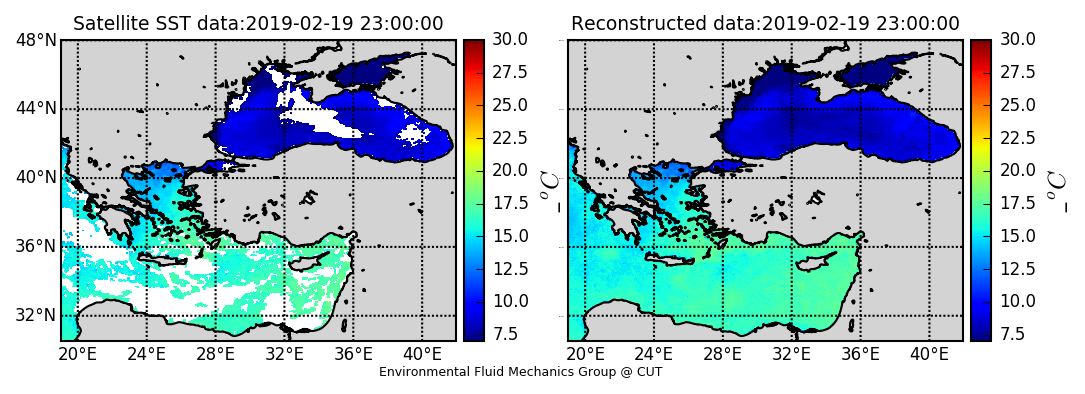 Satellite SST data:2019-02-19 23:00:00
48°N
44°N
40°N
36°N
32°N
20°E 24°E 28°E 32°E 36°E 40°E
30.0
27.5
25.0
22.5
20.0
17.5
15.0
12.5
10.0
7.5
_°C
Reconstructed data:2019-02-19 23:00:00
20°E 24°E 28°E 32°E 36°E 40°E
30.0
27.5
25.0
22.5
20.0
17.5
15.0
12.5
10.0
7.5
_°C
Environmental Fluid Mechanics Group @ CUT